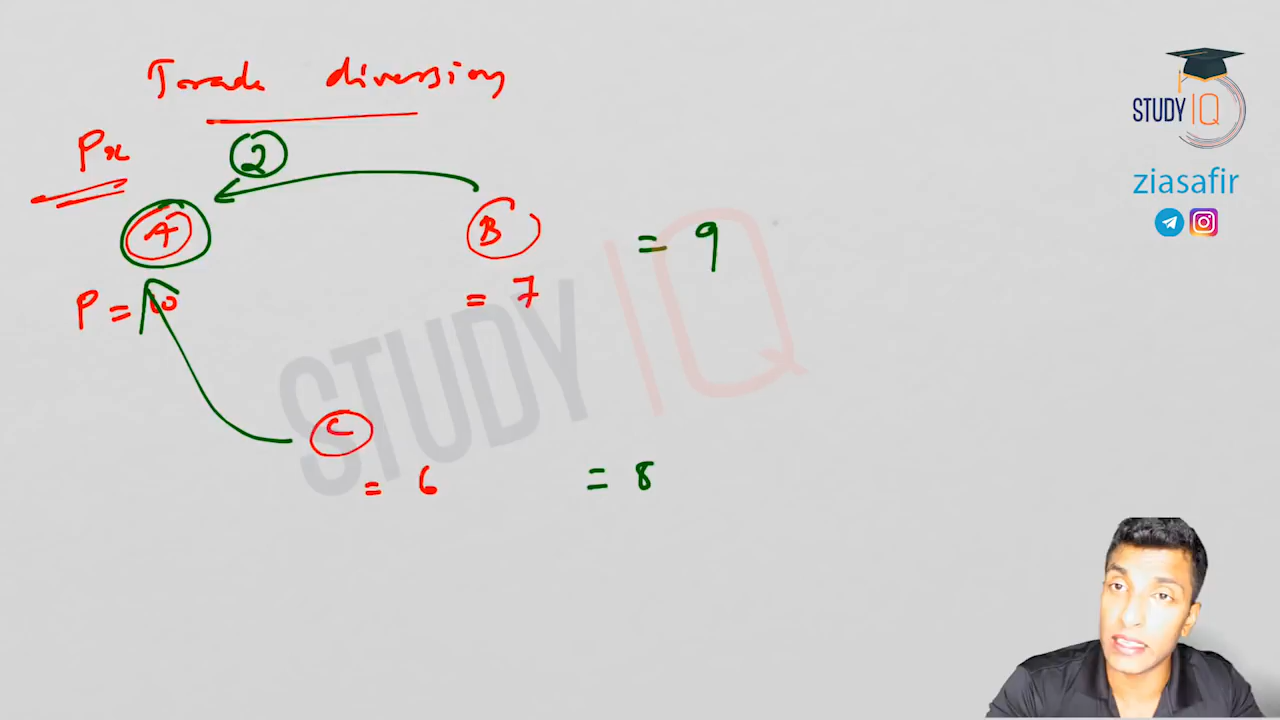 Trade diversion
STUDY IQ
Px
2
ziasafir
A
B
= 9
P = 10
= 7
STUDY IQ
C
= 6
= 8